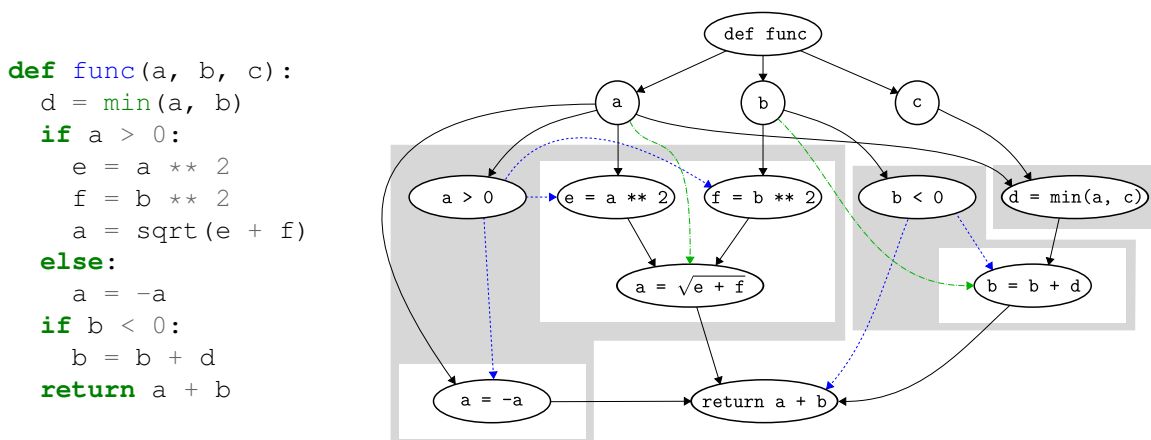 def func(a, b, c):
d = min(a, b)
if a > 0:
e = a ** 2
f = b ** 2
a = sqrt(e + f)
else:
a = -a
if b < 0:
b = b + d
return a + b
def func
a
b
c
a > 0
e = a ** 2
f = b ** 2
b < 0
d = min(a, c)
a = √e + f
b = b + d
a = -a
return a + b